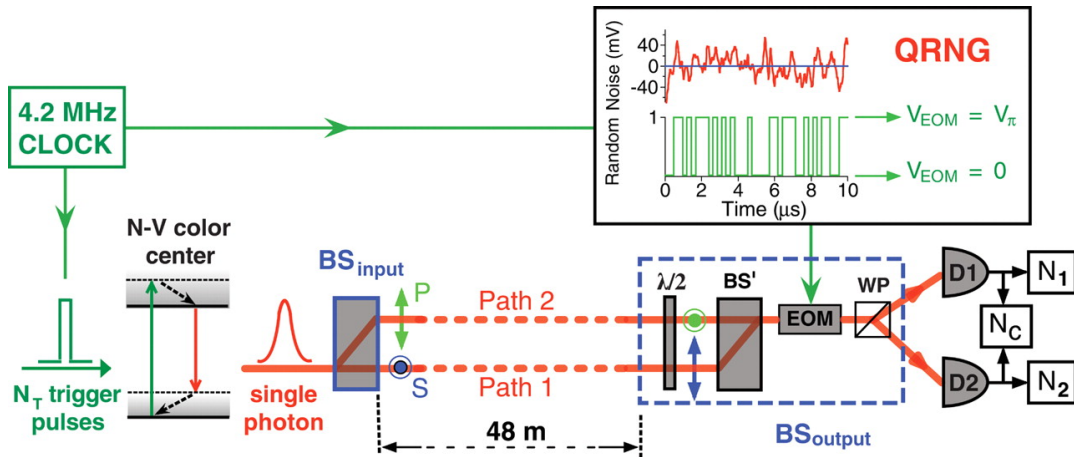 4.2 MHz
CLOCK
Random Noise (mV)
40
0
-40
1
0
0 2 4 6 8 10
Time (μs)
QRNG
V_EOM = V_π
V_EOM = 0
N-V color
center
N_T trigger
pulses
single
photon
BS_input
P
S
Path 2
Path 1
48 m
λ/2
BS'
EOM
WP
BS_output
D1
D2
N_1
N_C
N_2